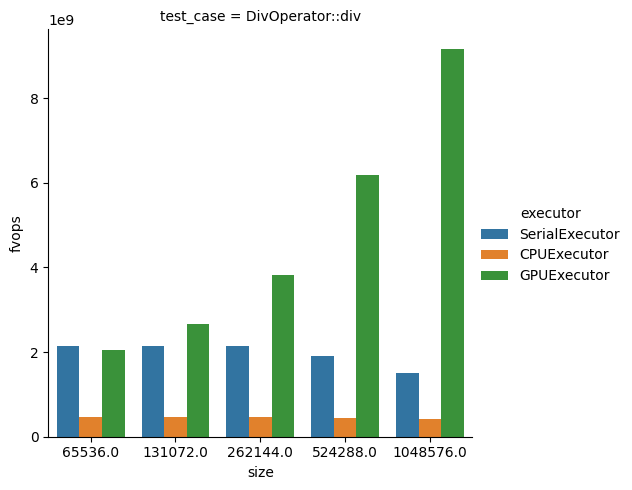 test_case = DivOperator::div
1e9
8
6
4
2
0
fvops
65536.0 131072.0 262144.0 524288.0 1048576.0
size
executor
SerialExecutor
CPUExecutor
GPUExecutor